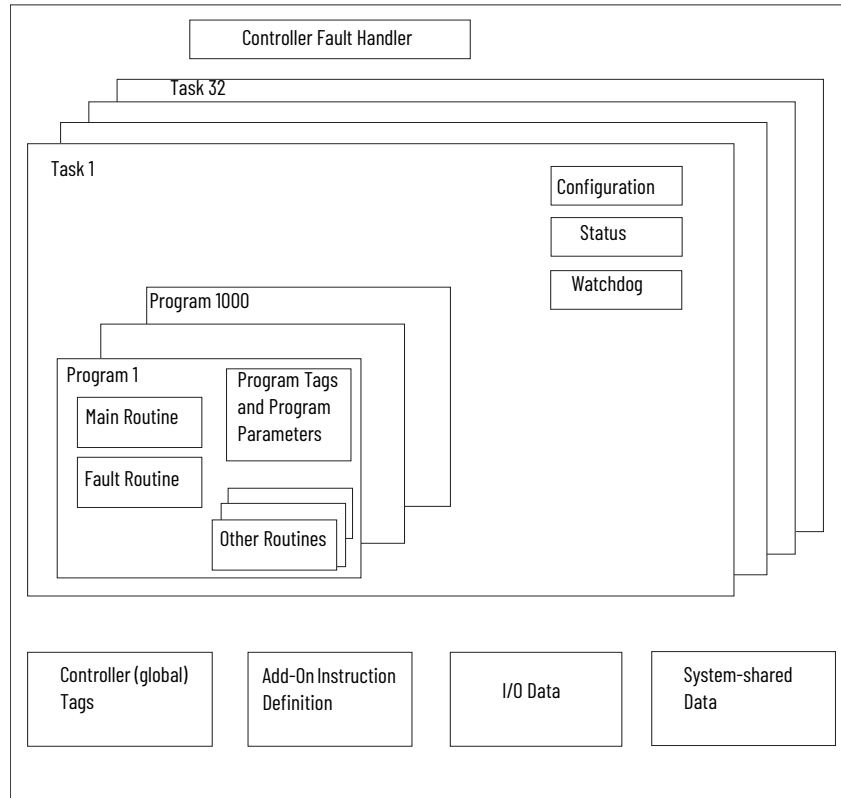 Controller Fault Handler
Task 32
Task 1
Configuration
Status
Watchdog
Program 1000
Program 1
Program Tags
and Program
Parameters
Main Routine
Fault Routine
Other Routines
Controller (global)
Tags
Add-On Instruction
Definition
I/O Data
System-shared
Data